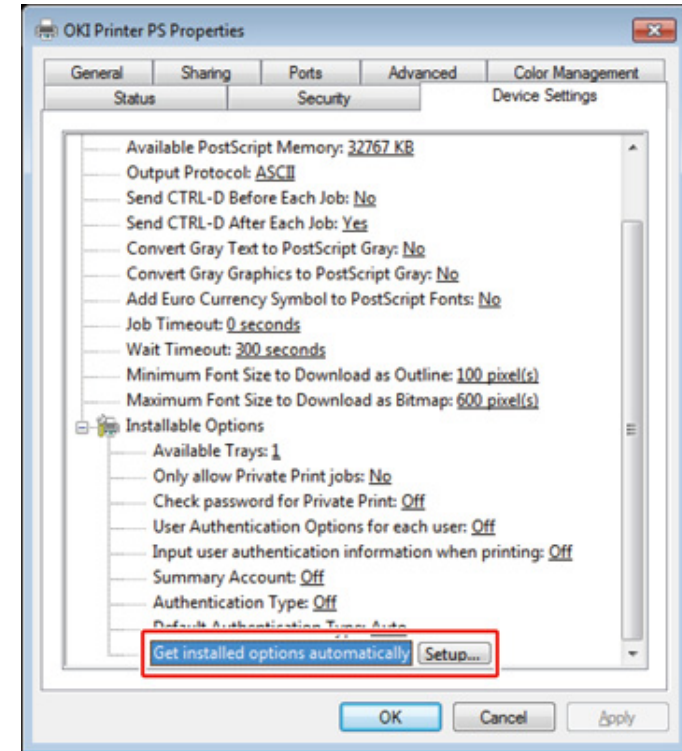 OKI Printer PS Properties
General Sharing Ports Advanced Color Management
Status Security Device Settings
Available PostScript Memory: 32767 KB
Output Protocol: ASCII
Send CTRL-D Before Each Job: No
Send CTRL-D After Each Job: Yes
Convert Gray Text to PostScript Gray: No
Convert Gray Graphics to PostScript Gray: No
Add Euro Currency Symbol to PostScript Fonts: No
Job Timeout: 0 seconds
Wait Timeout: 300 seconds
Minimum Font Size to Download as Outline: 100 pixel(s)
Maximum Font Size to Download as Bitmap: 600 pixel(s)
Installable Options
Available Trays: 1
Only allow Private Print jobs: No
Check password for Private Print: Off
User Authentication Options for each user: Off
Input user authentication information when printing: Off
Summary Account: Off
Authentication Type: Off
Default Authentication Type: Auto
Get installed options automatically Setup...
OK Cancel Apply